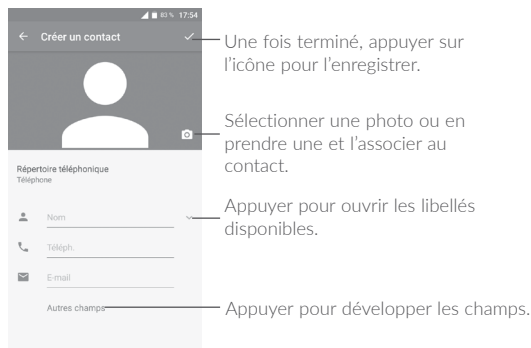 83 % 17:54
Créer un contact
Une fois terminé, appuyer sur
l'icône pour l'enregistrer.
Sélectionner une photo ou en
prendre une et l'associer au
contact.
Répertoire téléphonique
Téléphone
Appuyer pour ouvrir les libellés
disponibles.
Nom
Téléph.
E-mail
Autres champs
Appuyer pour développer les champs.